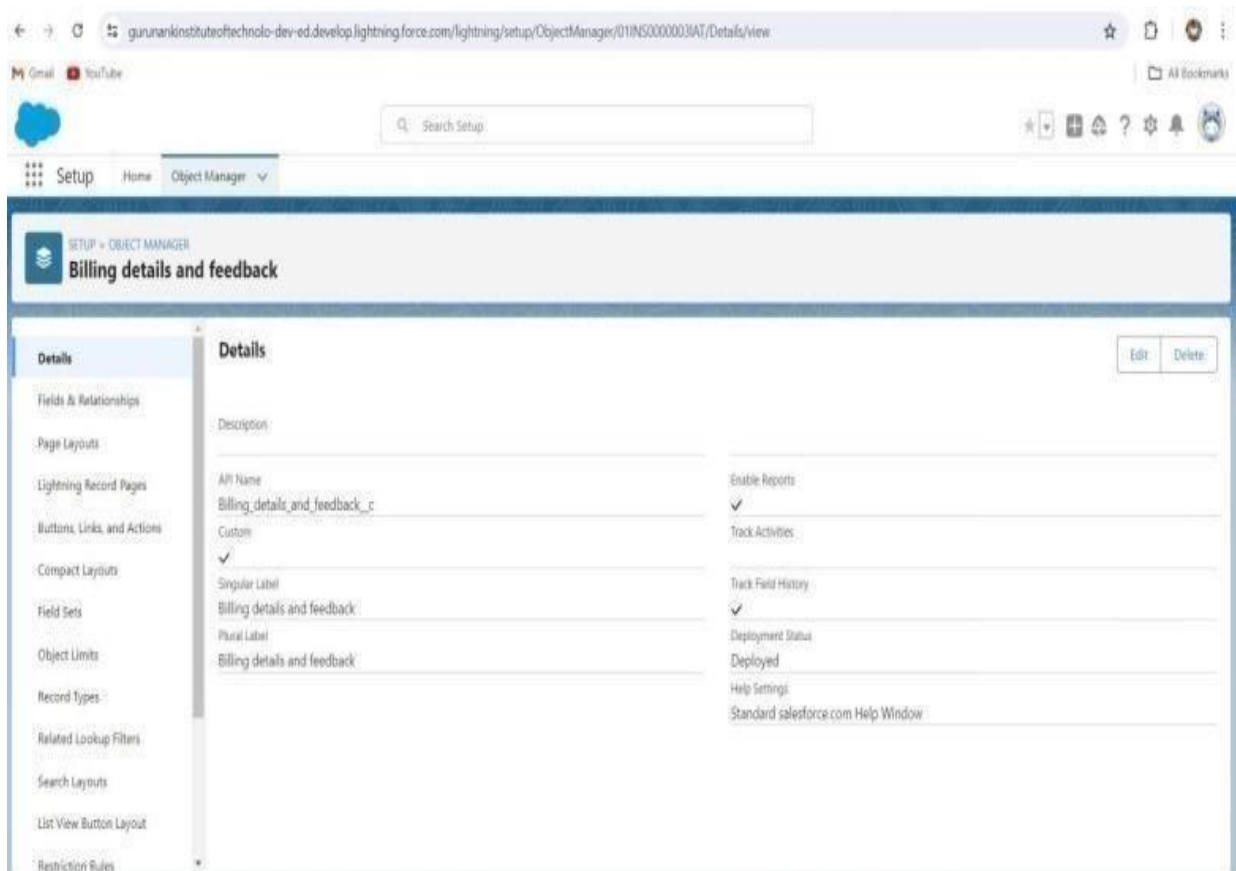 gurunankinstituteoftechnolo-dev-ed.develop.lightning.force.com/lightning/setup/ObjectManager/01INS0000003IAT/Details/view
Gmail YouTube All Bookmarks
Search Setup
Setup Home Object Manager
SETUP > OBJECT MANAGER
Billing details and feedback
Details
Fields & Relationships
Page Layouts
Lightning Record Pages
Buttons, Links, and Actions
Compact Layouts
Field Sets
Object Limits
Record Types
Related Lookup Filters
Search Layouts
List View Button Layout
Restriction Rules
Details
Edit Delete
Description
API Name
Billing_details_and_feedback__c
Custom
Singular Label
Billing details and feedback
Plural Label
Billing details and feedback
Enable Reports
Track Activities
Track Field History
Deployment Status
Deployed
Help Settings
Standard salesforce.com Help Window